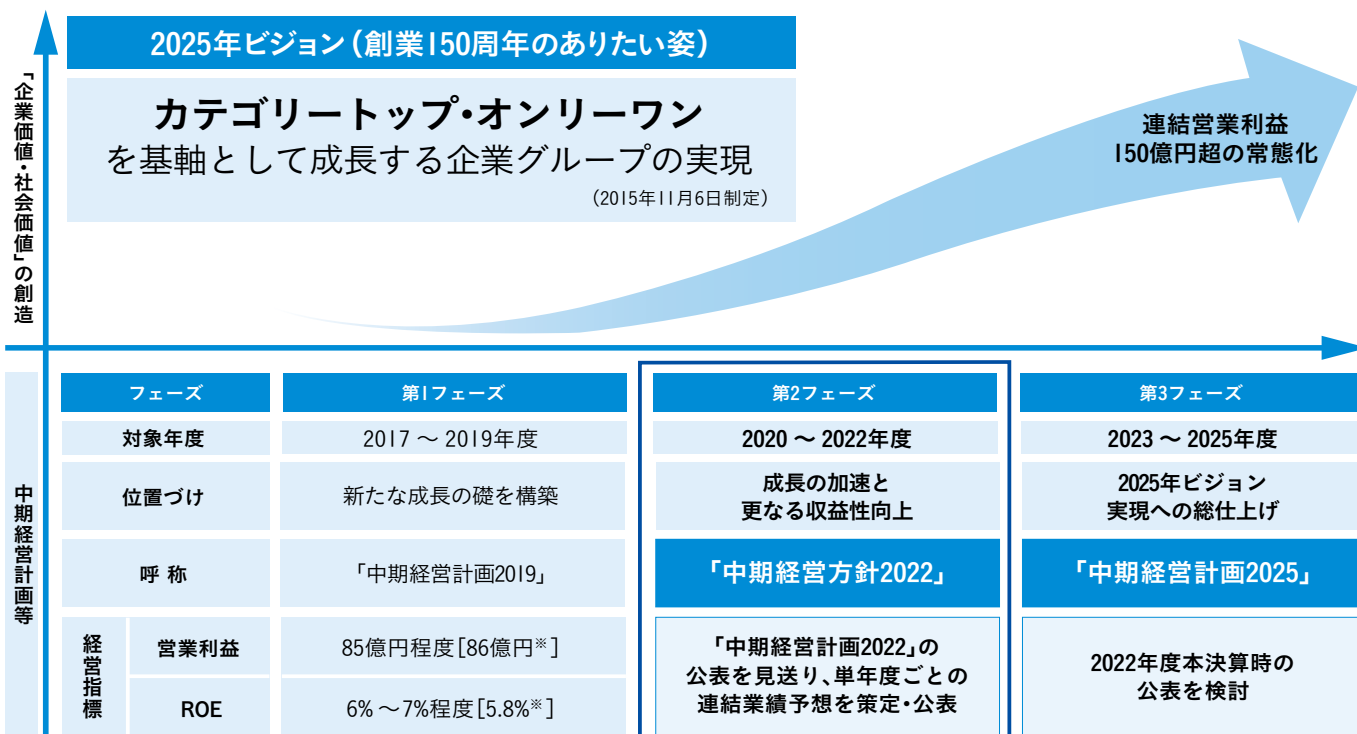 「企業価値・社会価値」の創造
2025年ビジョン（創業150周年のありたい姿）
カテゴリートップ・オンリーワン
を基軸として成長する企業グループの実現
（2015年11月6日制定）
連結営業利益
150億円超の常態化
中期経営計画等
フェーズ
第1フェーズ
第2フェーズ
第3フェーズ
対象年度
2017 ～ 2019年度
2020 ～ 2022年度
2023 ～ 2025年度
位置づけ
新たな成長の礎を構築
成長の加速と
更なる収益性向上
2025年ビジョン
実現への総仕上げ
呼 称
「中期経営計画2019」
「中期経営方針2022」
「中期経営計画2025」
経営指標
営業利益
85億円程度［86億円※］
ROE
6%～7%程度［5.8%※］
「中期経営計画2022」の
公表を見送り、単年度ごとの
連結業績予想を策定・公表
2022年度本決算時の
公表を検討